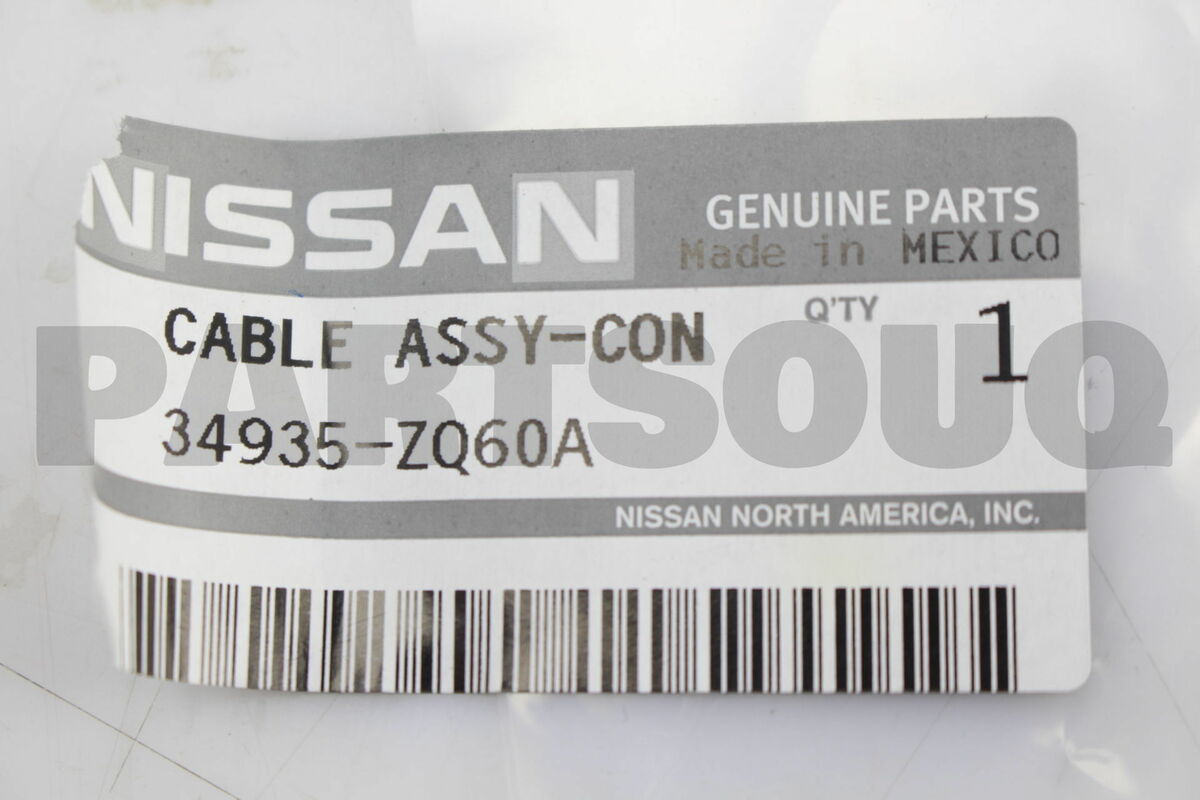 NISSAN
GENUINE PARTS
Made in MEXICO
CABLE ASSY-CON
Q'TY 1
34935-ZQ60A
PARTSOUQ
NISSAN NORTH AMERICA, INC.